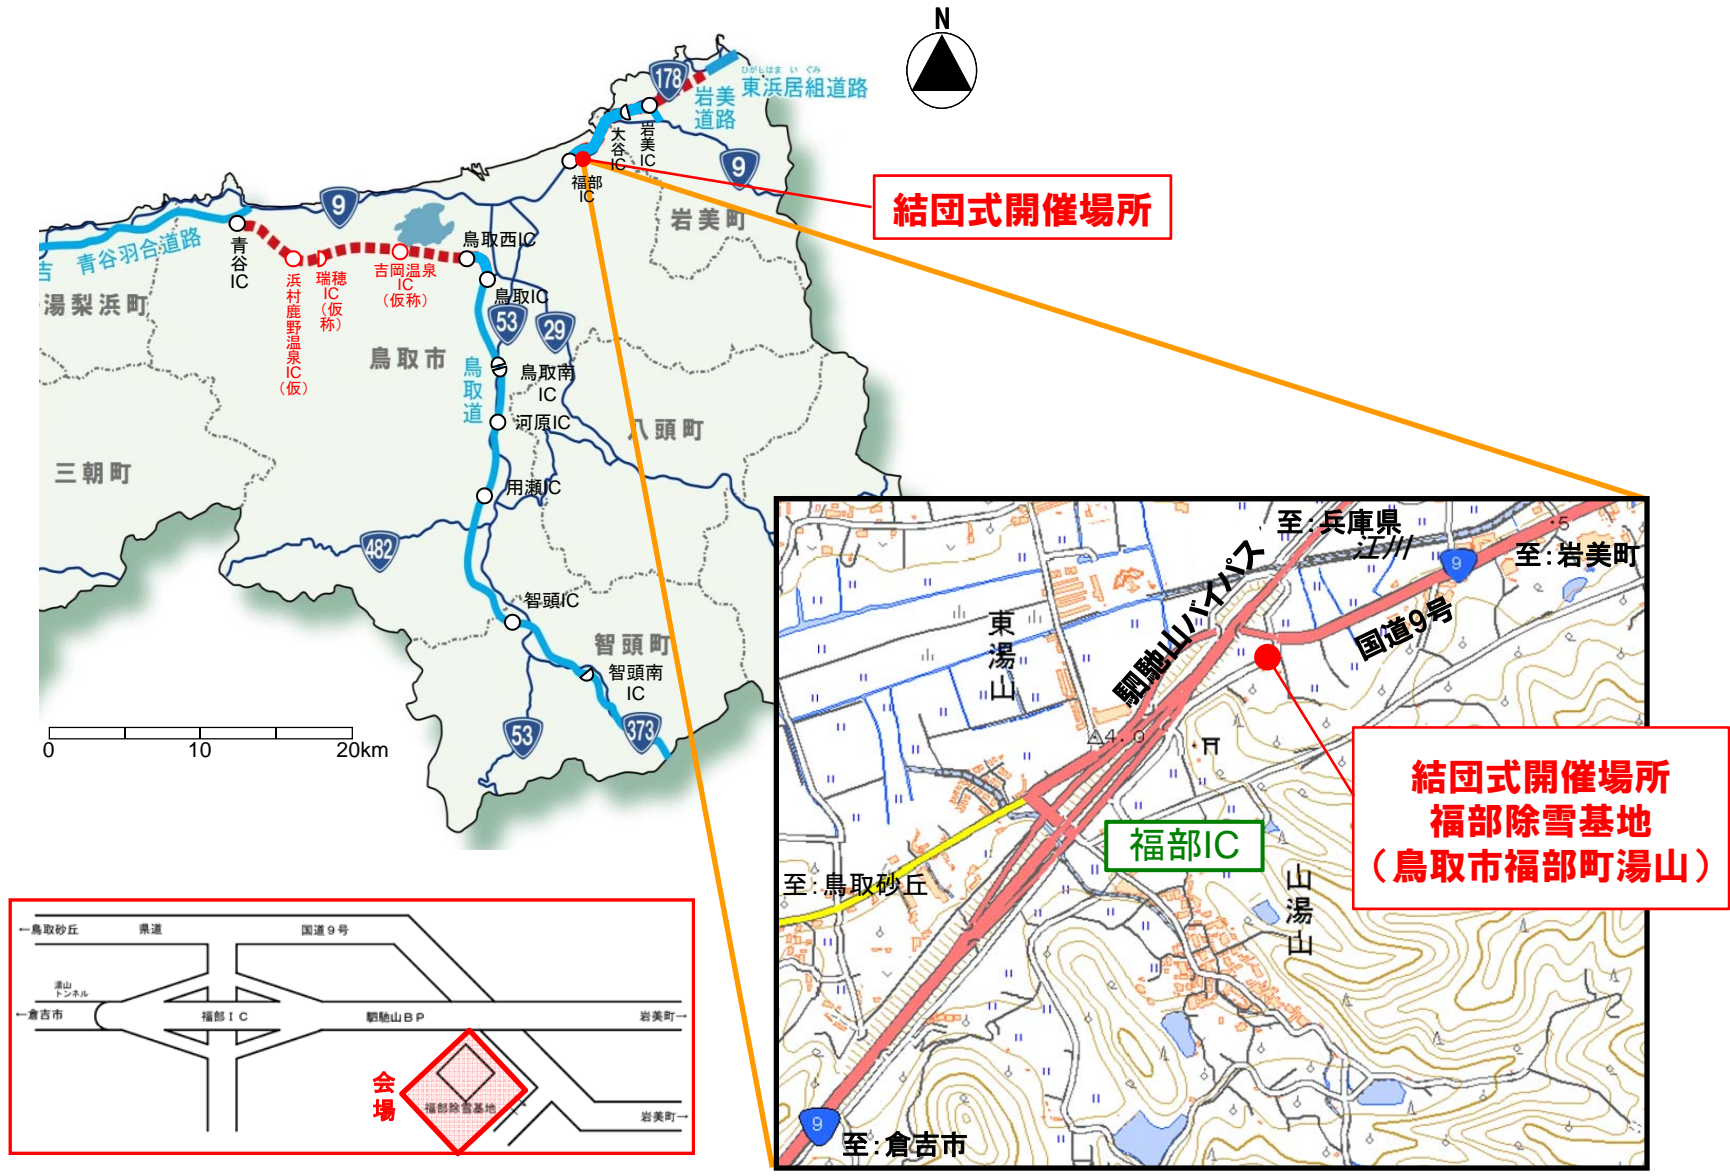 N
178
ひがしはま い ぐみ
東浜居組道路
岩美
道路
大谷IC
岩美IC
9
福部
IC
結団式開催場所
岩美町
9
青谷羽合道路
吉
青谷IC
湯梨浜町
浜村鹿野温泉IC(仮)
瑞穂
IC
(仮
称)
吉岡温泉
IC
(仮称)
鳥取西IC
鳥取IC
53
29
鳥取市
鳥取道
鳥取南
IC
河原IC
八頭町
三朝町
用瀬IC
482
智頭IC
智頭町
智頭南
IC
53
373
0 10 20km
至:兵庫県
江川
・5
9
至:岩美町
駟馳山バイパス
国道9号
東湯山
△4.0
福部IC
結団式開催場所
福部除雪基地
(鳥取市福部町湯山)
至:鳥取砂丘
山湯山
9
至:倉吉市
←鳥取砂丘 県道 国道9号
湯山
トンネル
←倉吉市 福部IC 駟馳山BP 岩美町→
会場
福部除雪基地
岩美町→